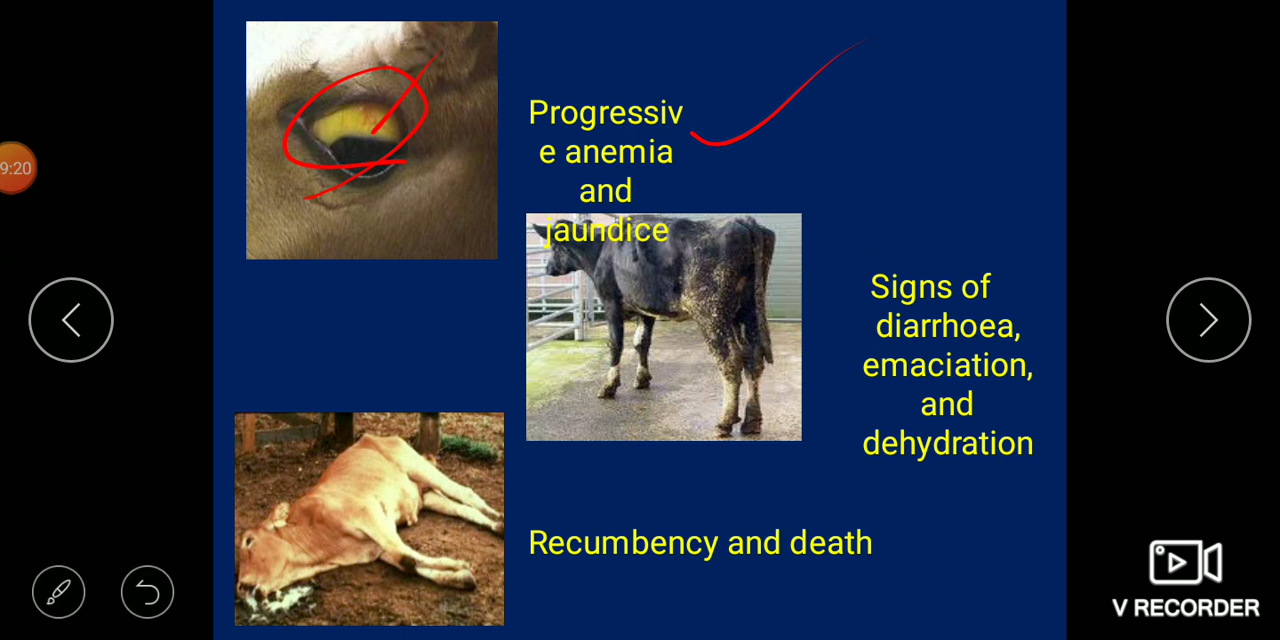 Progressiv
e anemia
and
jaundice
9:20
Signs of
diarrhoea,
emaciation,
and
dehydration
Recumbency and death
V RECORDER